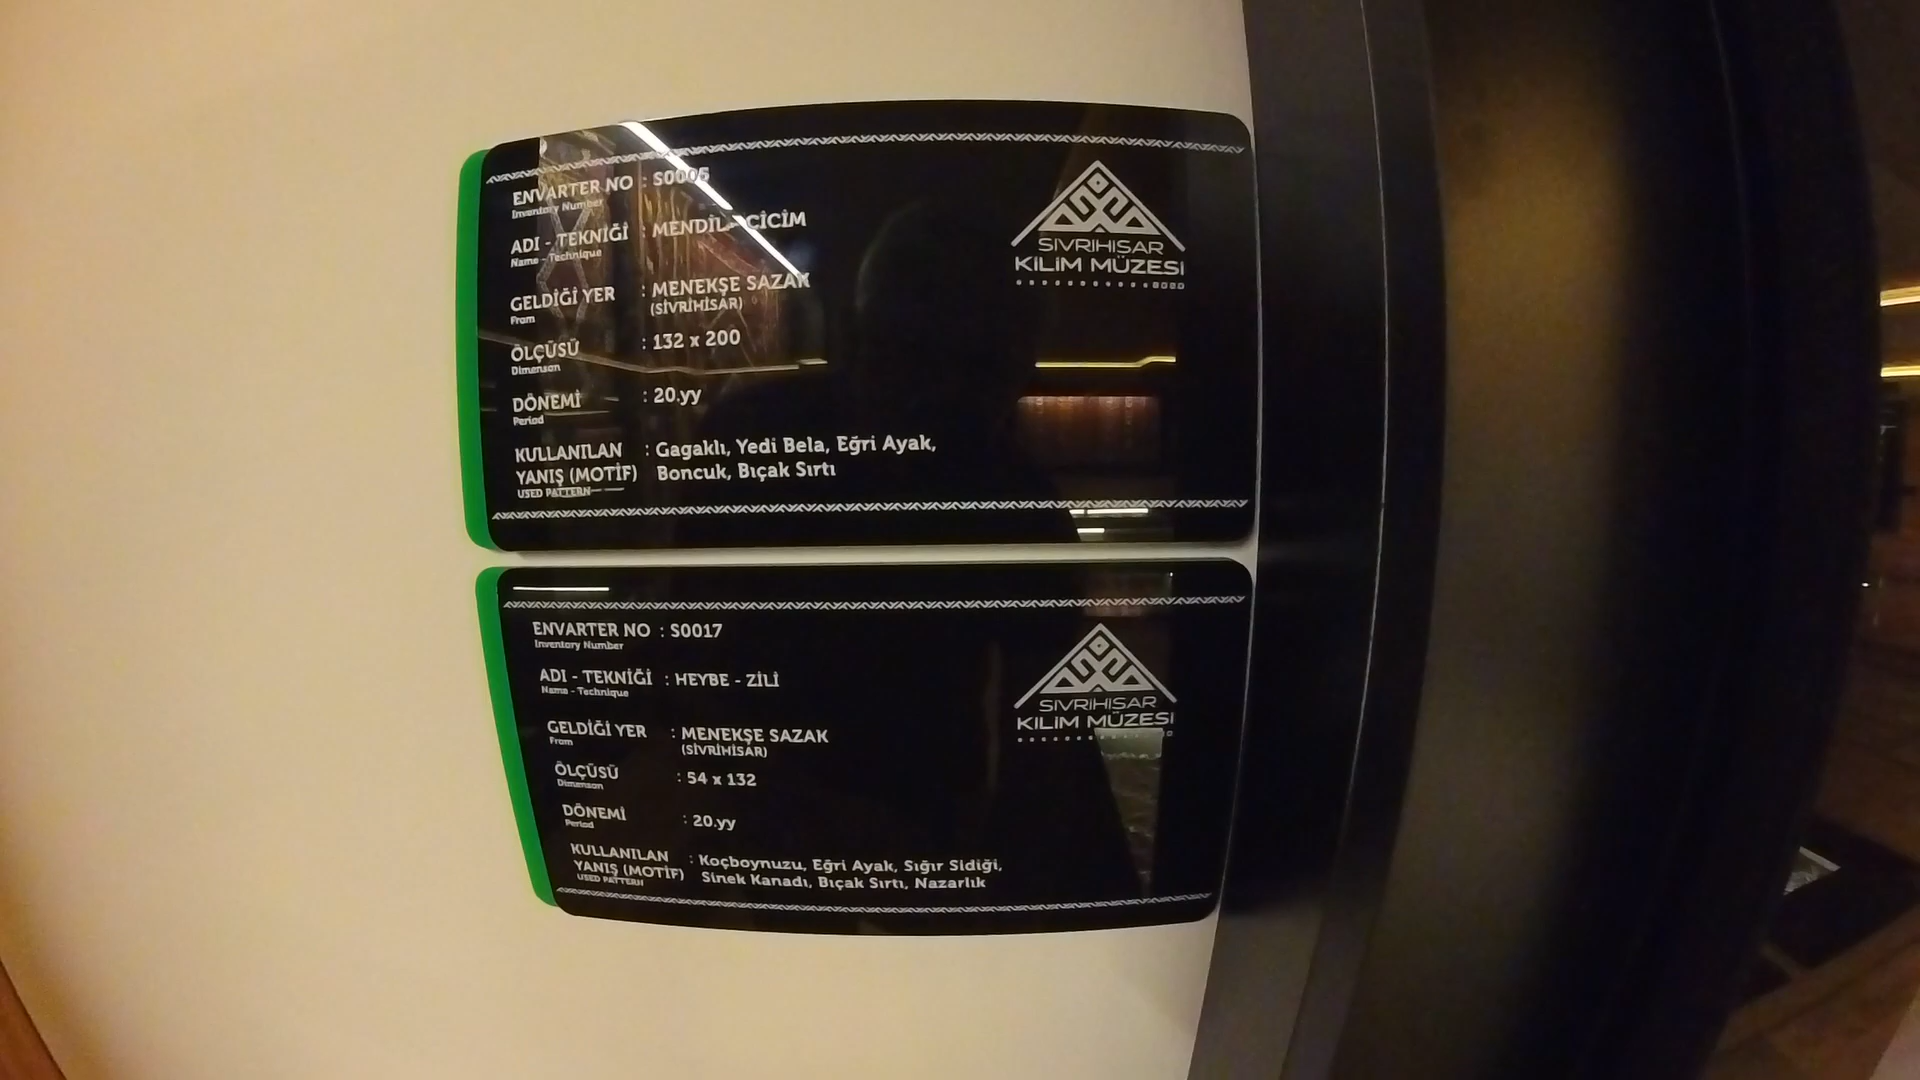 ENVARTER NO : S0005
Inventory Number
ADI - TEKNİĞİ : MENDİL - CİCİM
Name - Technique
GELDİĞİ YER : MENEKŞE SAZAK
From (SİVRİHİSAR)
ÖLÇÜSÜ : 132 x 200
Dimenson
DÖNEMİ : 20.yy
Period
KULLANILAN : Gagaklı, Yedi Bela, Eğri Ayak,
YANIŞ (MOTİF) Boncuk, Bıçak Sırtı
USED PATTERN
SIVRIHISAR
KILIM MÜZESI
ENVARTER NO : S0017
Inventory Number
ADI - TEKNİĞİ : HEYBE - ZİLİ
Name - Technique
GELDİĞİ YER : MENEKŞE SAZAK
From (SİVRİHİSAR)
ÖLÇÜSÜ : 54 x 132
Dimenson
DÖNEMİ : 20.yy
Period
KULLANILAN : Koçboynuzu, Eğri Ayak, Sığır Sidiği,
YANIŞ (MOTİF) Sinek Kanadı, Bıçak Sırtı, Nazarlık
USED PATTERN
SIVRIHISAR
KILIM MÜZESI